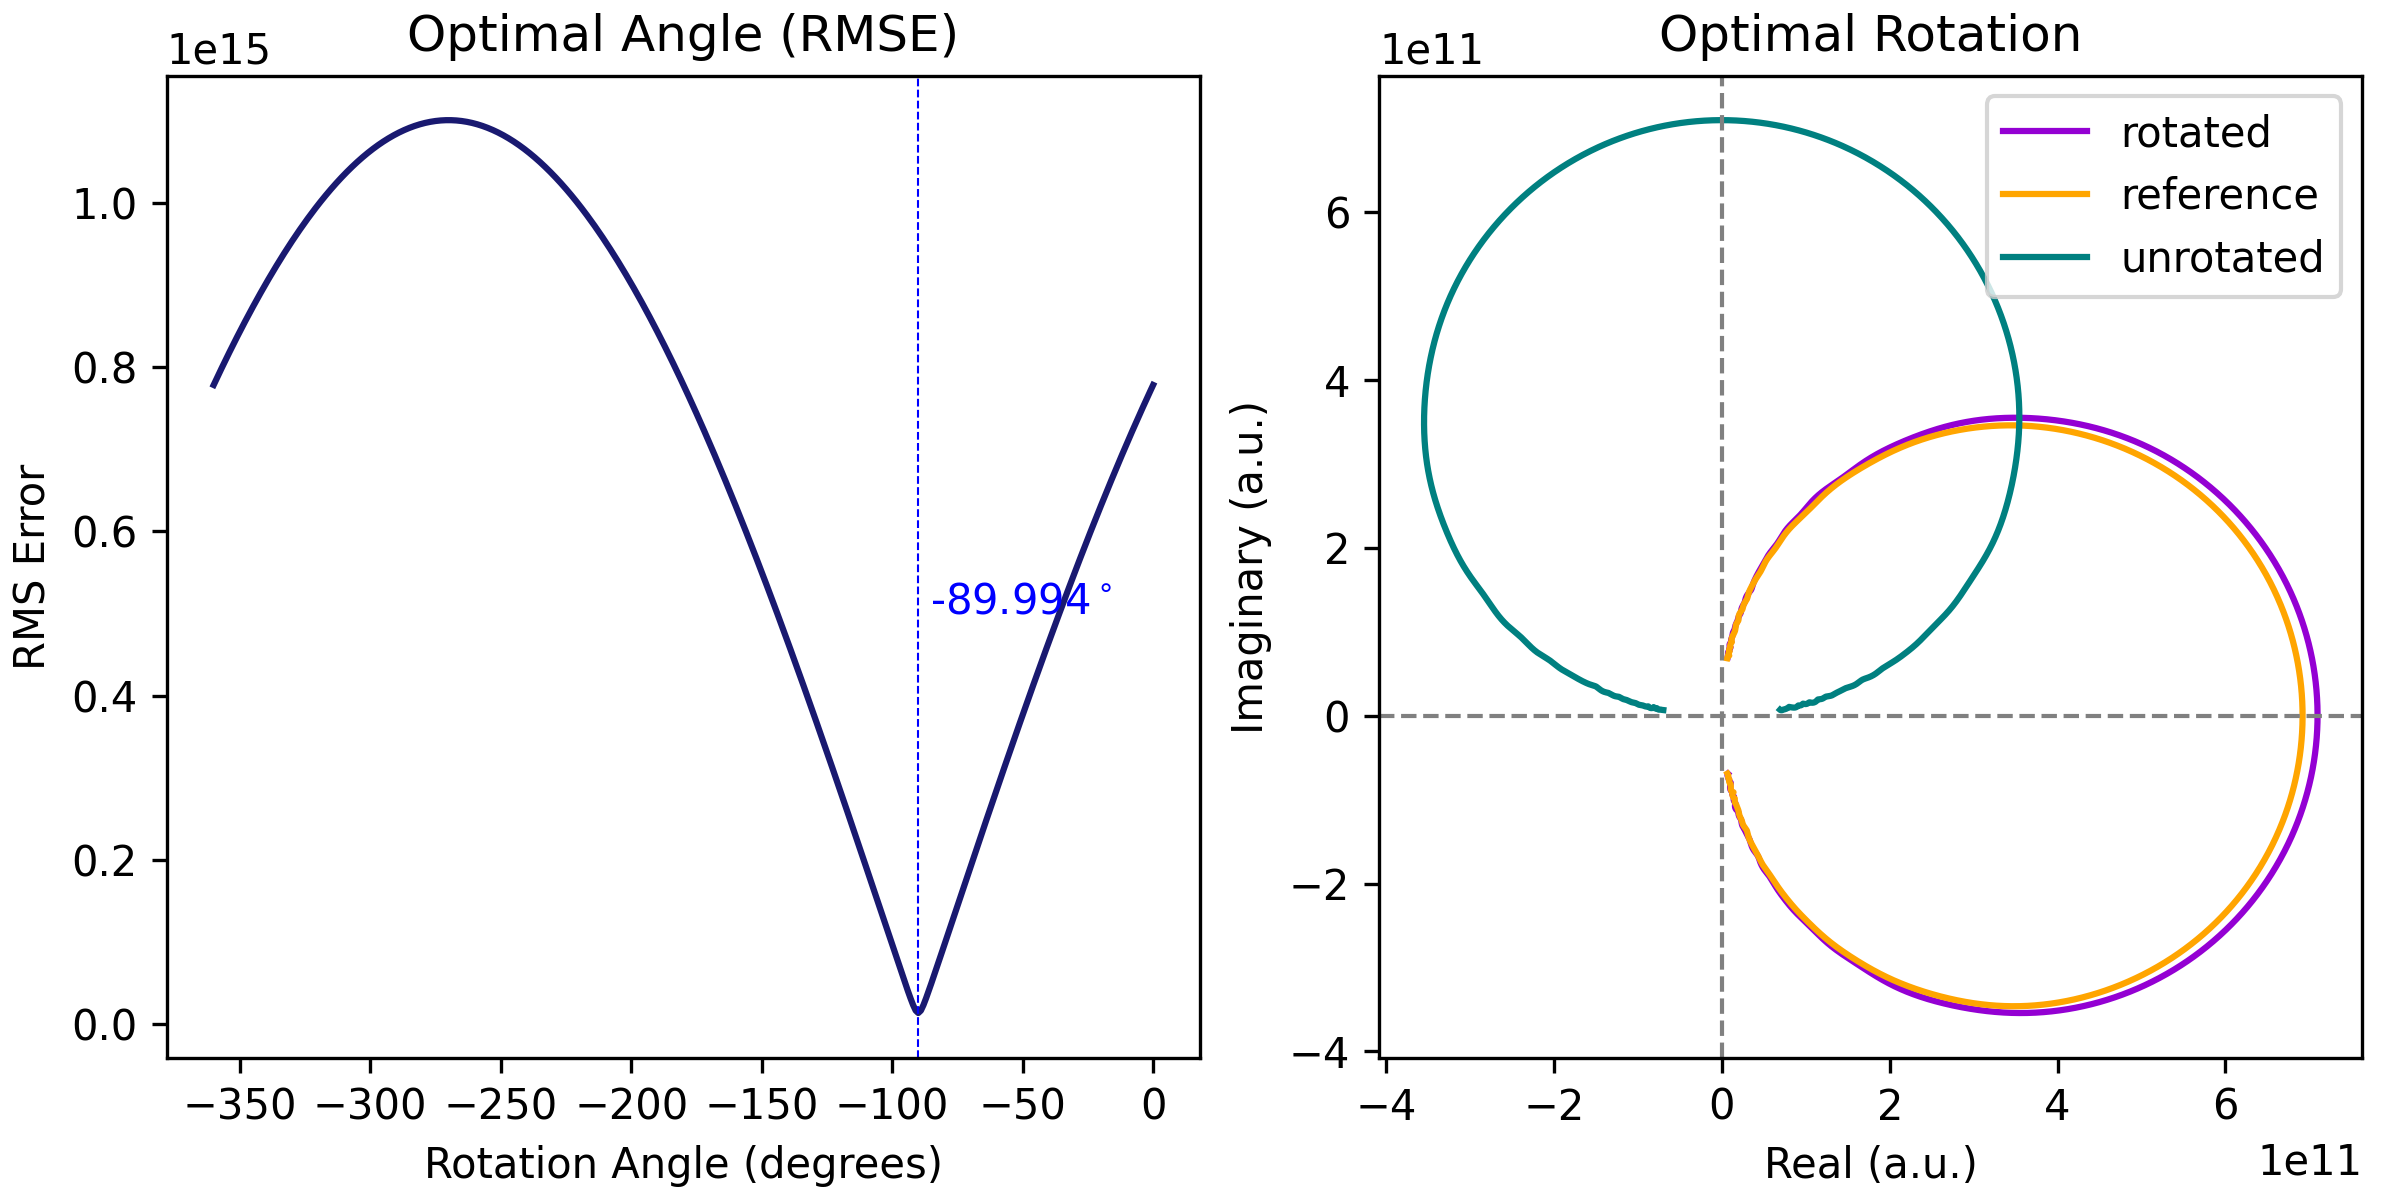 Optimal Angle (RMSE)
1e15
1.0
0.8
0.6
0.4
0.2
0.0
RMS Error
-89.994°
−350 −300 −250 −200 −150 −100 −50 0
Rotation Angle (degrees)
Optimal Rotation
1e11
rotated
reference
unrotated
6
4
2
0
−2
−4
Imaginary (a.u.)
−4 −2 0 2 4 6
1e11
Real (a.u.)